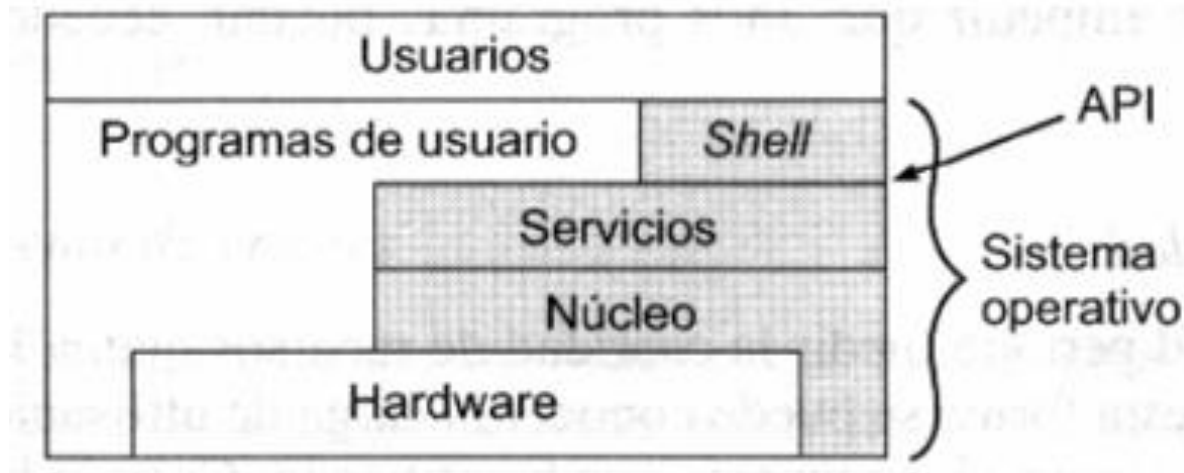 Usuarios
Programas de usuario
Shell
API
Servicios
Sistema
operativo
Núcleo
Hardware